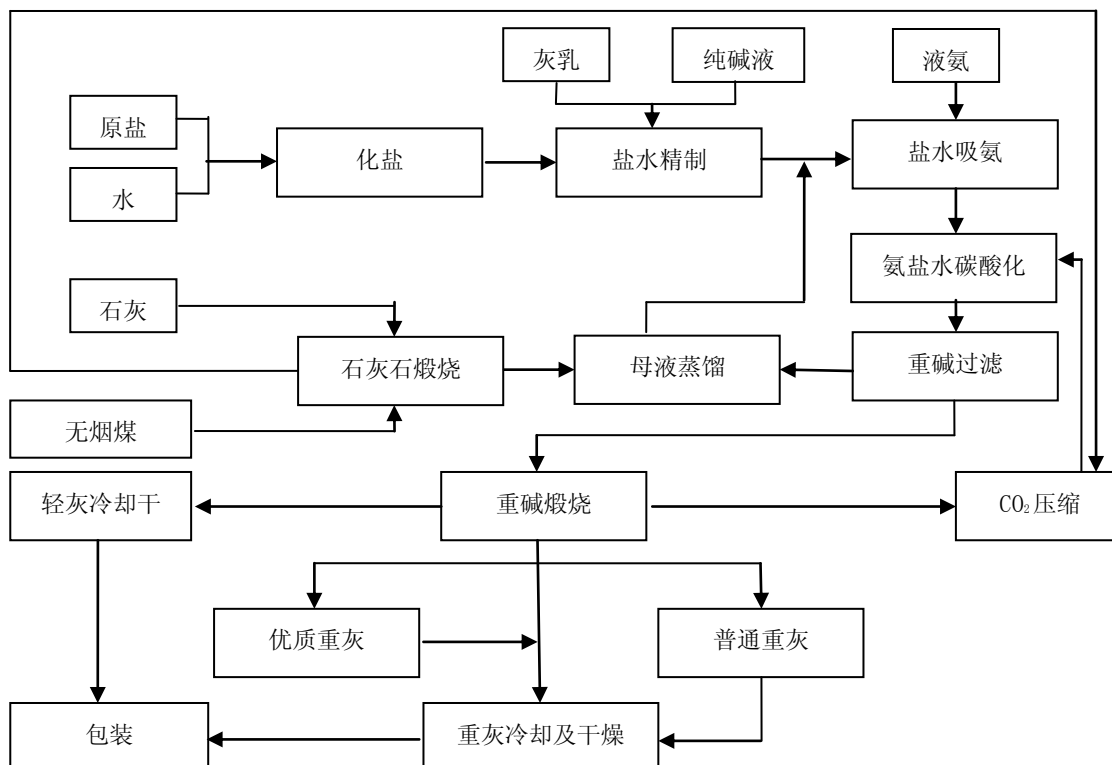 灰乳
纯碱液
液氨
原盐
水
化盐
盐水精制
盐水吸氨
氨盐水碳酸化
石灰
石灰石煅烧
母液蒸馏
重碱过滤
无烟煤
轻灰冷却干
重碱煅烧
CO₂压缩
优质重灰
普通重灰
包装
重灰冷却及干燥